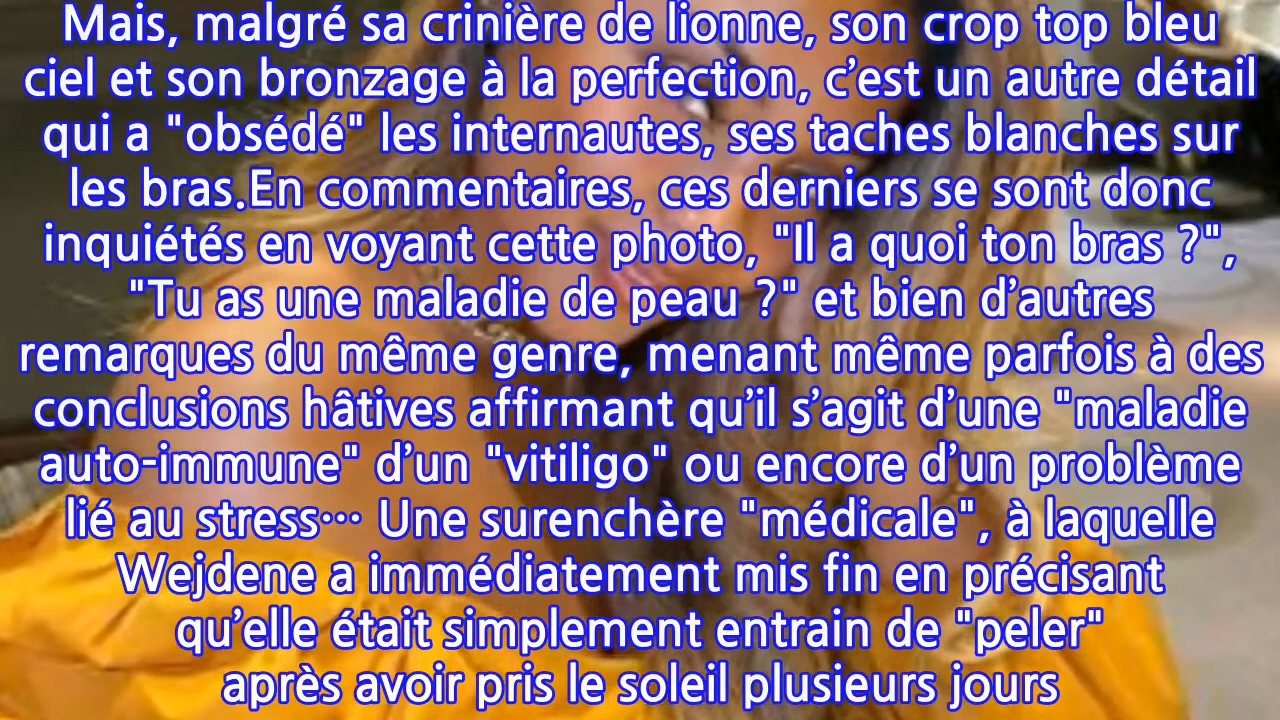 Mais, malgré sa crinière de lionne, son crop top bleu
ciel et son bronzage à la perfection, c’est un autre détail
qui a "obsédé" les internautes, ses taches blanches sur
les bras.En commentaires, ces derniers se sont donc
inquiétés en voyant cette photo, "Il a quoi ton bras ?",
"Tu as une maladie de peau ?" et bien d’autres
remarques du même genre, menant même parfois à des
conclusions hâtives affirmant qu’il s’agit d’une "maladie
auto-immune" d’un "vitiligo" ou encore d’un problème
lié au stress… Une surenchère "médicale", à laquelle
Wejdene a immédiatement mis fin en précisant
qu’elle était simplement entrain de "peler"
après avoir pris le soleil plusieurs jours